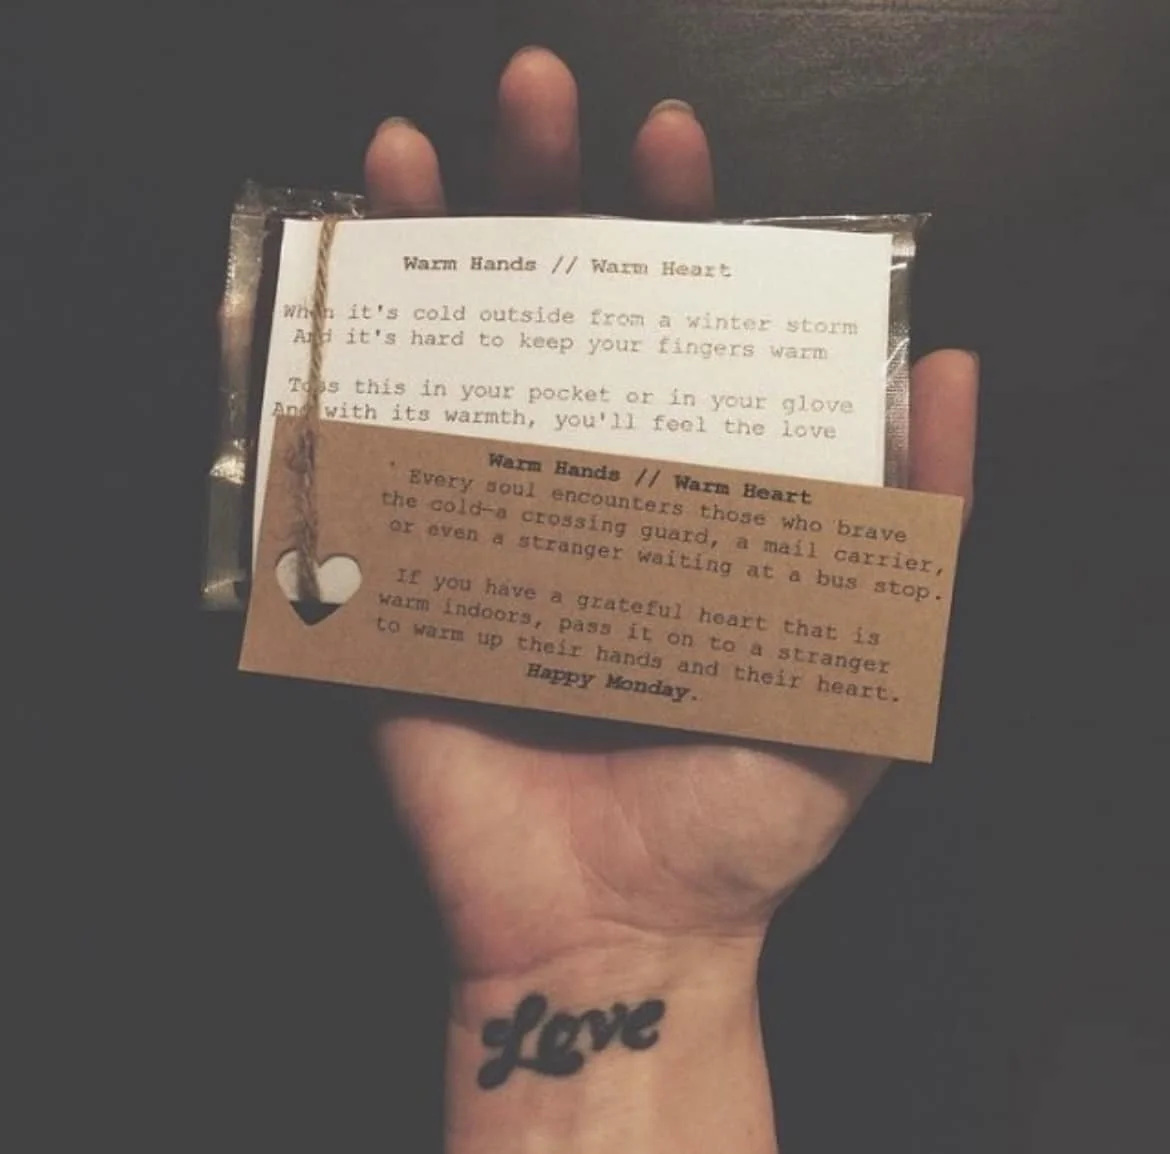 Warm Hands // Warm Heart
When it's cold outside from a winter storm
And it's hard to keep your fingers warm
Toss this in your pocket or in your glove
And with its warmth, you'll feel the love
Warm Hands // Warm Heart
Every soul encounters those who brave
the cold—a crossing guard, a mail carrier,
or even a stranger waiting at a bus stop.
If you have a grateful heart that is
warm indoors, pass it on to a stranger
to warm up their hands and their heart.
Happy Monday.
Love